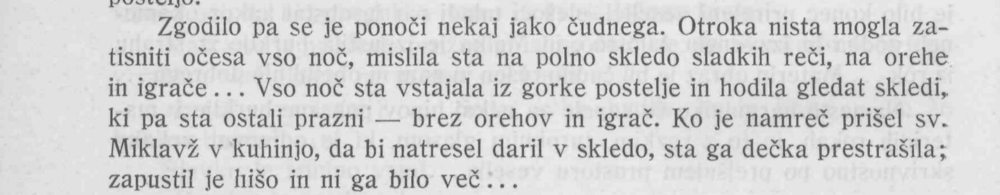 posteljo.
Zgodilo pa se je ponoči nekaj jako čudnega. Otroka nista mogla za-
tisniti očesa vso noč, mislila sta na polno skledo sladkih reči, na orehe
in igrače... Vso noč sta vstajala iz gorke postelje in hodila gledat skledi,
ki pa sta ostali prazni — brez orehov in igrač. Ko je namreč prišel sv.
Miklavž v kuhinjo, da bi natresel daril v skledo, sta ga dečka prestrašila;
zapustil je hišo in ni ga bilo več...